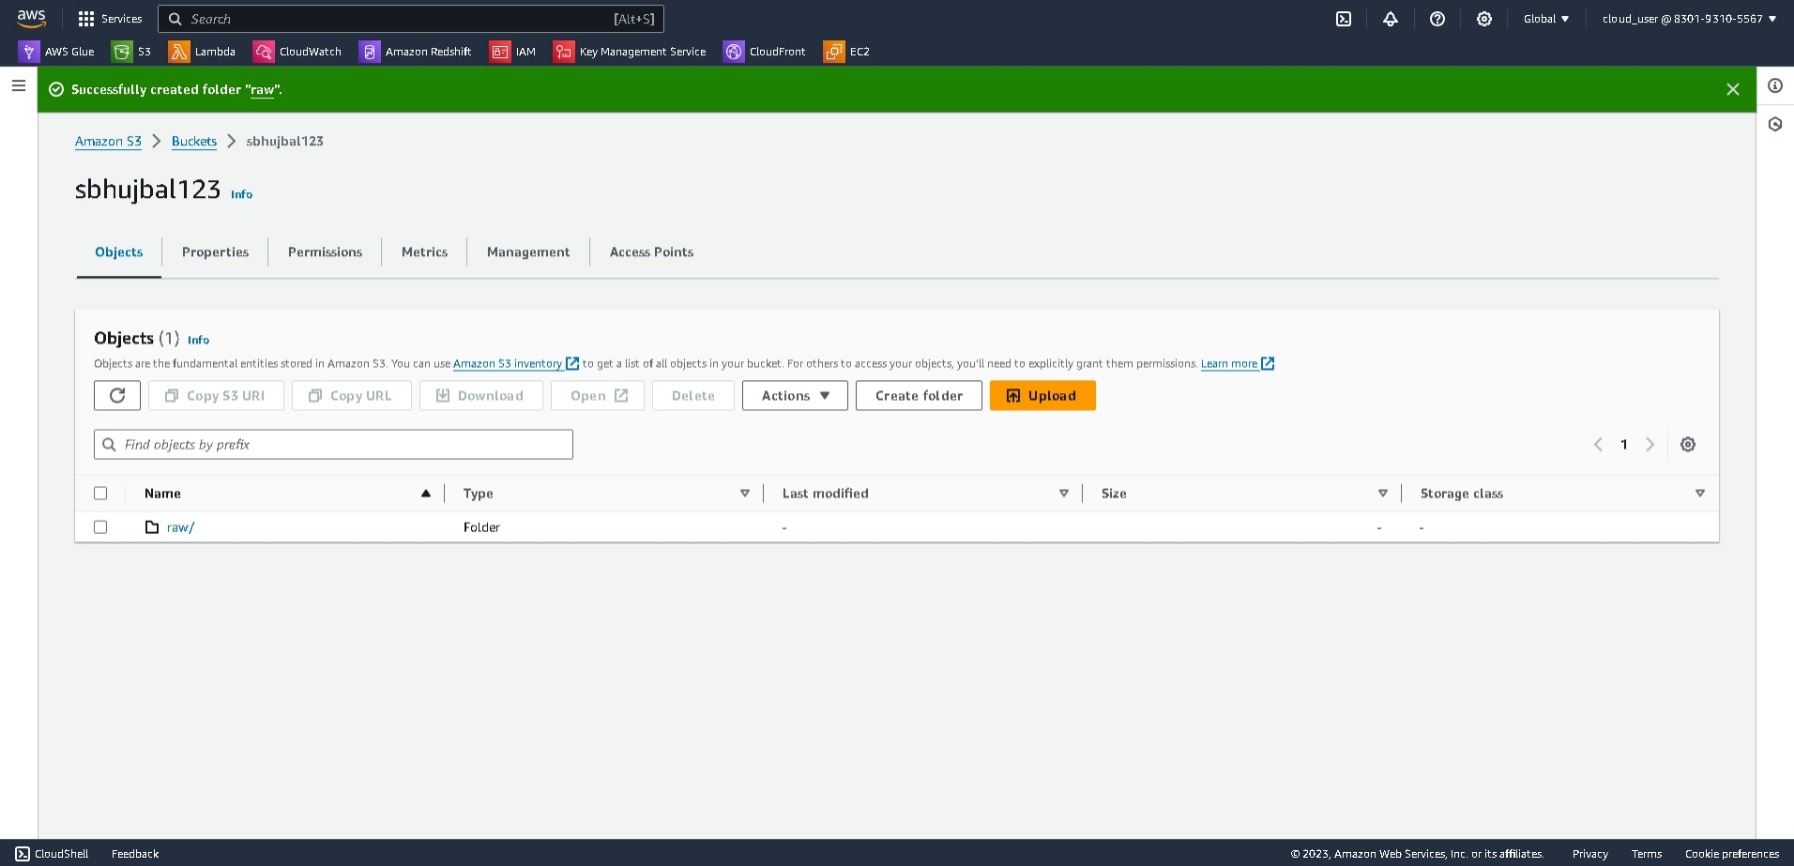 aws Services Search [Alt+S] Global cloud_user @ 8301-9310-5567
AWS Glue S3 Lambda CloudWatch Amazon Redshift IAM Key Management Service CloudFront EC2
Successfully created folder "raw".
Amazon S3 Buckets sbhujbal123
sbhujbal123 Info
Objects Properties Permissions Metrics Management Access Points
Objects (1) Info
Objects are the fundamental entities stored in Amazon S3. You can use Amazon S3 inventory to get a list of all objects in your bucket. For others to access your objects, you'll need to explicitly grant them permissions. Learn more
Copy S3 URI Copy URL Download Open Delete Actions Create folder Upload
Find objects by prefix 1
Name Type Last modified Size Storage class
raw/ Folder - - -
CloudShell Feedback © 2023, Amazon Web Services, Inc. or its affiliates. Privacy Terms Cookie preferences